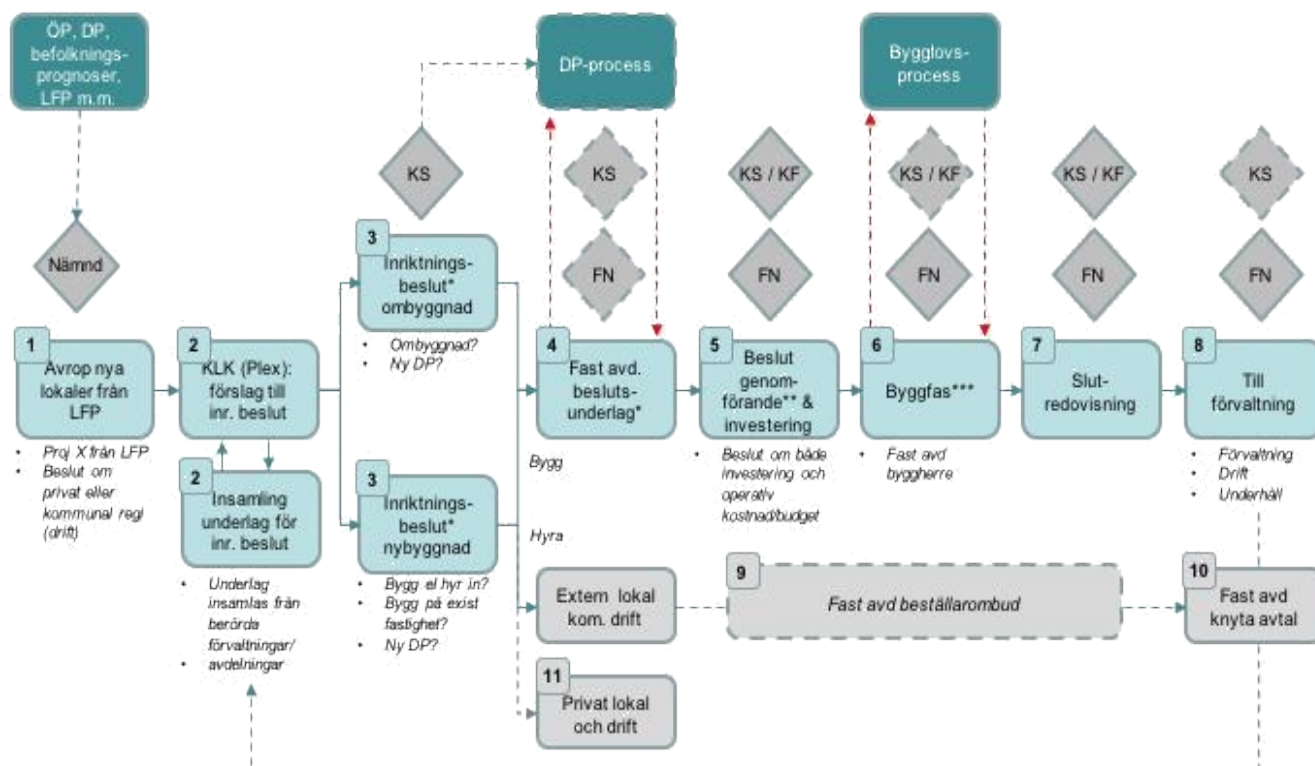 ÖP, DP,
befolknings-
prognoser,
LFP m.m.
DP-process
Bygglovs-
process
KS
KS
KS / KF
KS / KF
KS / KF
KS
Nämnd
FN
FN
FN
FN
FN
3
Inriktnings-
beslut*
ombyggnad
• Ombyggnad?
• Ny DP?
1
Avrop nya
lokaler från
LFP
• Proj X från LFP
• Beslut om
privat eller
kommunal regi
(drift)
2
KLK (Plex):
förslag till
inr. beslut
2
Insamling
underlag för
inr. beslut
• Underlag
insamlas från
berörda
förvaltningar/
• avdelningar
3
Inriktnings-
beslut*
nybyggnad
• Bygg el hyr in?
• Bygg på exist
fastighet?
• Ny DP?
4
Fast avd.
besluts-
underlag*
Bygg
Hyra
5
Beslut
genom-
förande** &
investering
• Beslut om både
investering och
operativ
kostnad/budget
6
Byggfas***
• Fast avd
byggherre
7
Slut-
redovisning
8
Till
förvaltning
• Förvaltning
• Drift
• Underhåll
Extern lokal
kom. drift
9
Fast avd beställarombud
10
Fast avd
knyta avtal
11
Privat lokal
och drift